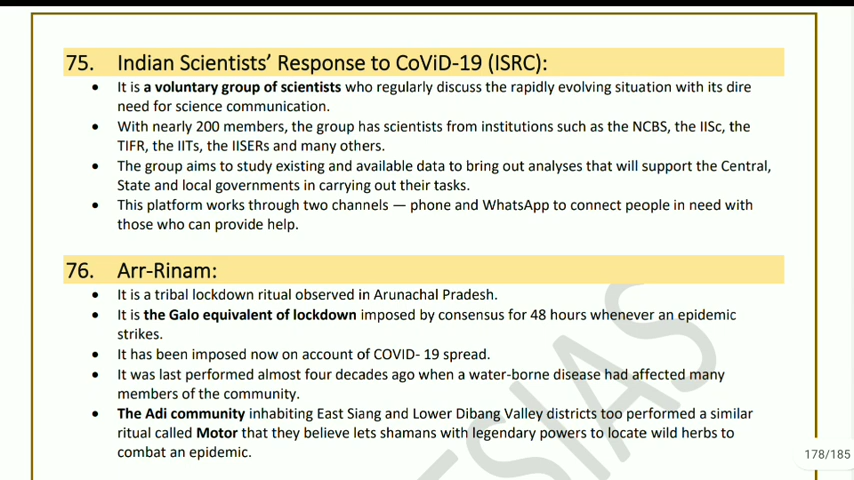 75. Indian Scientists' Response to CoViD-19 (ISRC):
• It is a voluntary group of scientists who regularly discuss the rapidly evolving situation with its dire
need for science communication.
• With nearly 200 members, the group has scientists from institutions such as the NCBS, the IISc, the
TIFR, the IITs, the IISERs and many others.
• The group aims to study existing and available data to bring out analyses that will support the Central,
State and local governments in carrying out their tasks.
• This platform works through two channels — phone and WhatsApp to connect people in need with
those who can provide help.
76. Arr-Rinam:
• It is a tribal lockdown ritual observed in Arunachal Pradesh.
• It is the Galo equivalent of lockdown imposed by consensus for 48 hours whenever an epidemic
strikes.
• It has been imposed now on account of COVID- 19 spread.
• It was last performed almost four decades ago when a water-borne disease had affected many
members of the community.
• The Adi community inhabiting East Siang and Lower Dibang Valley districts too performed a similar
ritual called Motor that they believe lets shamans with legendary powers to locate wild herbs to
combat an epidemic.
178/185
ESIAS